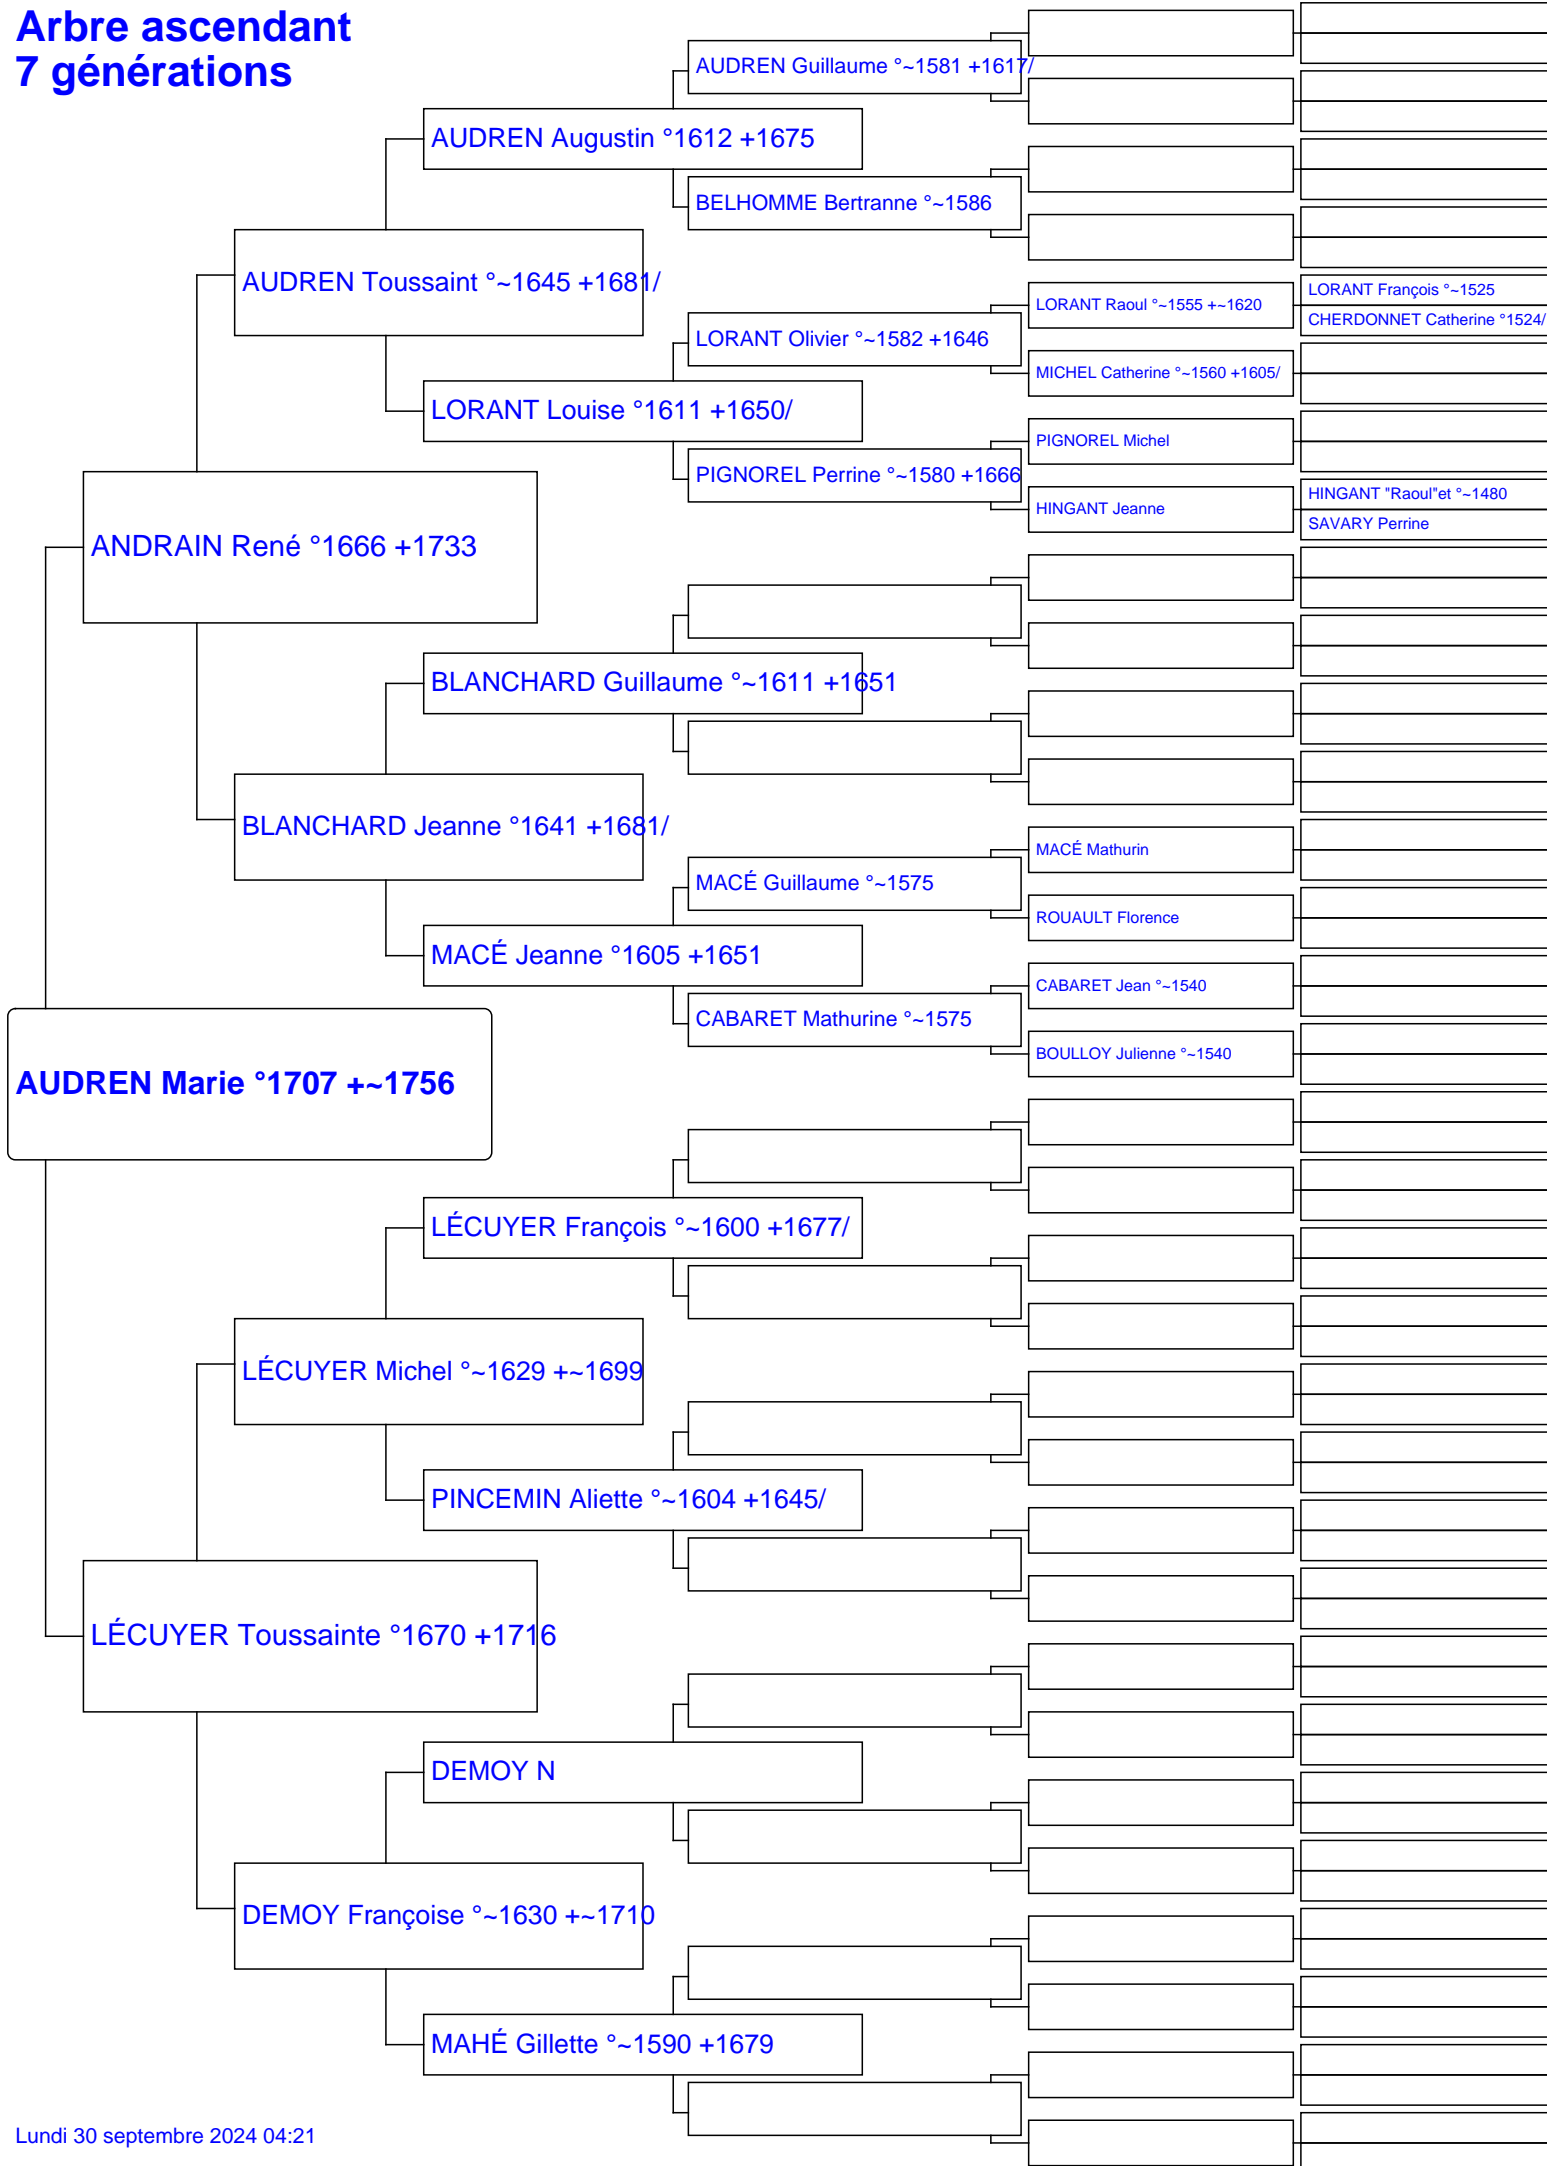 Arbre ascendant
7 générations
AUDREN Guillaume °~1581 +1617/
AUDREN Augustin °1612 +1675
BELHOMME Bertranne °~1586
AUDREN Toussaint °~1645 +1681/
LORANT François °~1525
LORANT Raoul °~1555 +~1620
CHERDONNET Catherine °1524/
LORANT Olivier °~1582 +1646
MICHEL Catherine °~1560 +1605/
LORANT Louise °1611 +1650/
PIGNOREL Michel
PIGNOREL Perrine °~1580 +1666
HINGANT "Raoul"et °~1480
HINGANT Jeanne
SAVARY Perrine
ANDRAIN René °1666 +1733
BLANCHARD Guillaume °~1611 +1651
BLANCHARD Jeanne °1641 +1681/
MACÉ Mathurin
MACÉ Guillaume °~1575
ROUAULT Florence
MACÉ Jeanne °1605 +1651
CABARET Jean °~1540
CABARET Mathurine °~1575
BOULLOY Julienne °~1540
AUDREN Marie °1707 +~1756
LÉCUYER François °~1600 +1677/
LÉCUYER Michel °~1629 +~1699
PINCEMIN Aliette °~1604 +1645/
LÉCUYER Toussainte °1670 +1716
DEMOY N
DEMOY Françoise °~1630 +~1710
MAHÉ Gillette °~1590 +1679
Lundi 30 septembre 2024 04:21